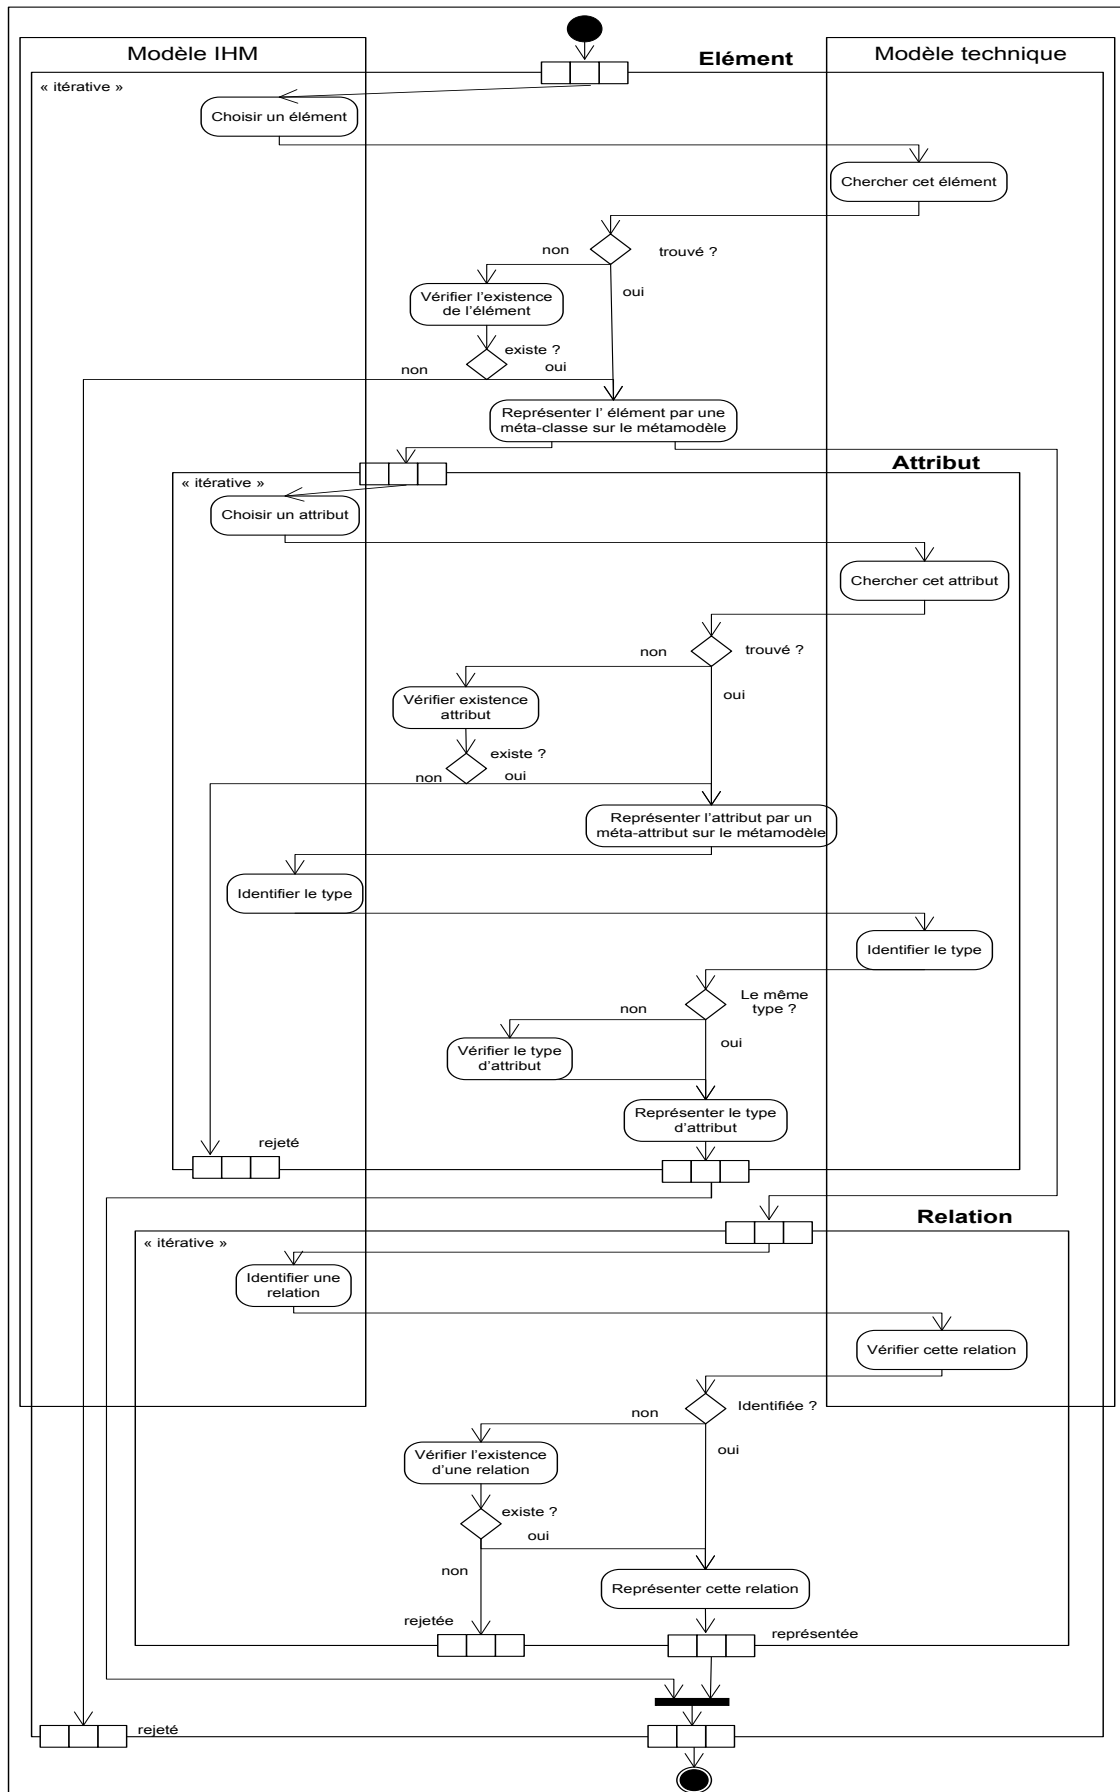 Modèle IHM
Elément
Modèle technique
« itérative »
Choisir un élément
Chercher cet élément
non
trouvé ?
oui
Vérifier l'existence
de l'élément
existe ?
non
oui
Représenter l' élément par une
méta-classe sur le métamodèle
Attribut
« itérative »
Choisir un attribut
Chercher cet attribut
non
trouvé ?
oui
Vérifier existence
attribut
existe ?
non
oui
Représenter l'attribut par un
méta-attribut sur le métamodèle
Identifier le type
Identifier le type
Le même
type ?
non
oui
Vérifier le type
d'attribut
Représenter le type
d'attribut
rejeté
Relation
« itérative »
Identifier une
relation
Vérifier cette relation
Identifiée ?
non
oui
Vérifier l'existence
d'une relation
existe ?
oui
non
Représenter cette relation
rejetée
représentée
rejeté